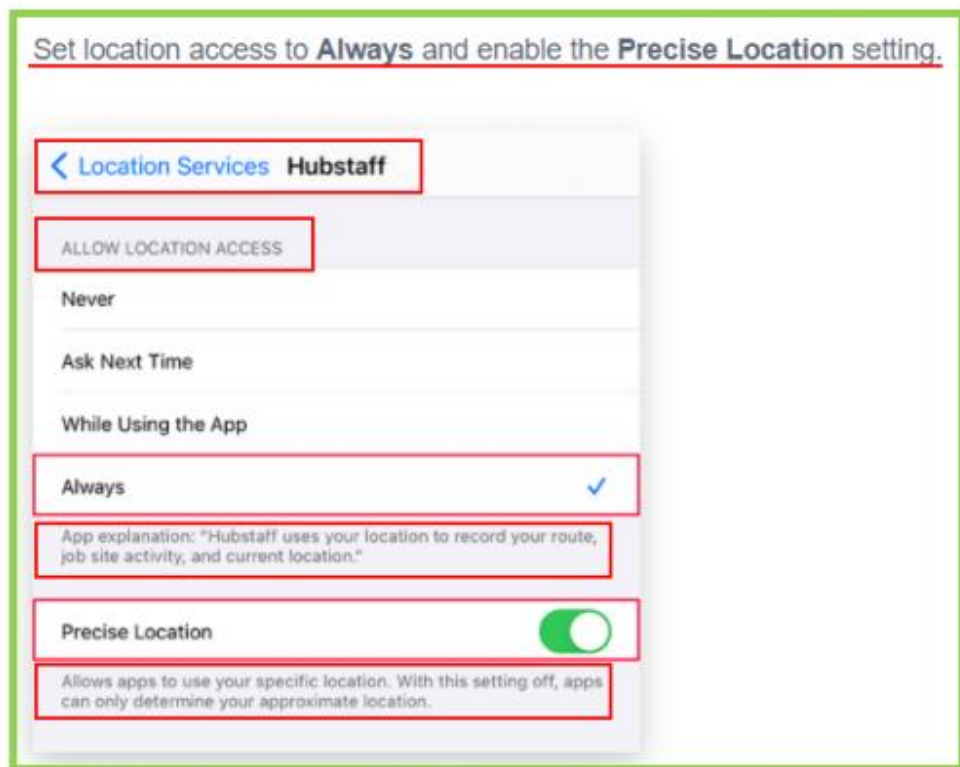 Set location access to Always and enable the Precise Location setting.
Location Services Hubstaff
ALLOW LOCATION ACCESS
Never
Ask Next Time
While Using the App
Always
App explanation: "Hubstaff uses your location to record your route,
job site activity, and current location."
Precise Location
Allows apps to use your specific location. With this setting off, apps
can only determine your approximate location.